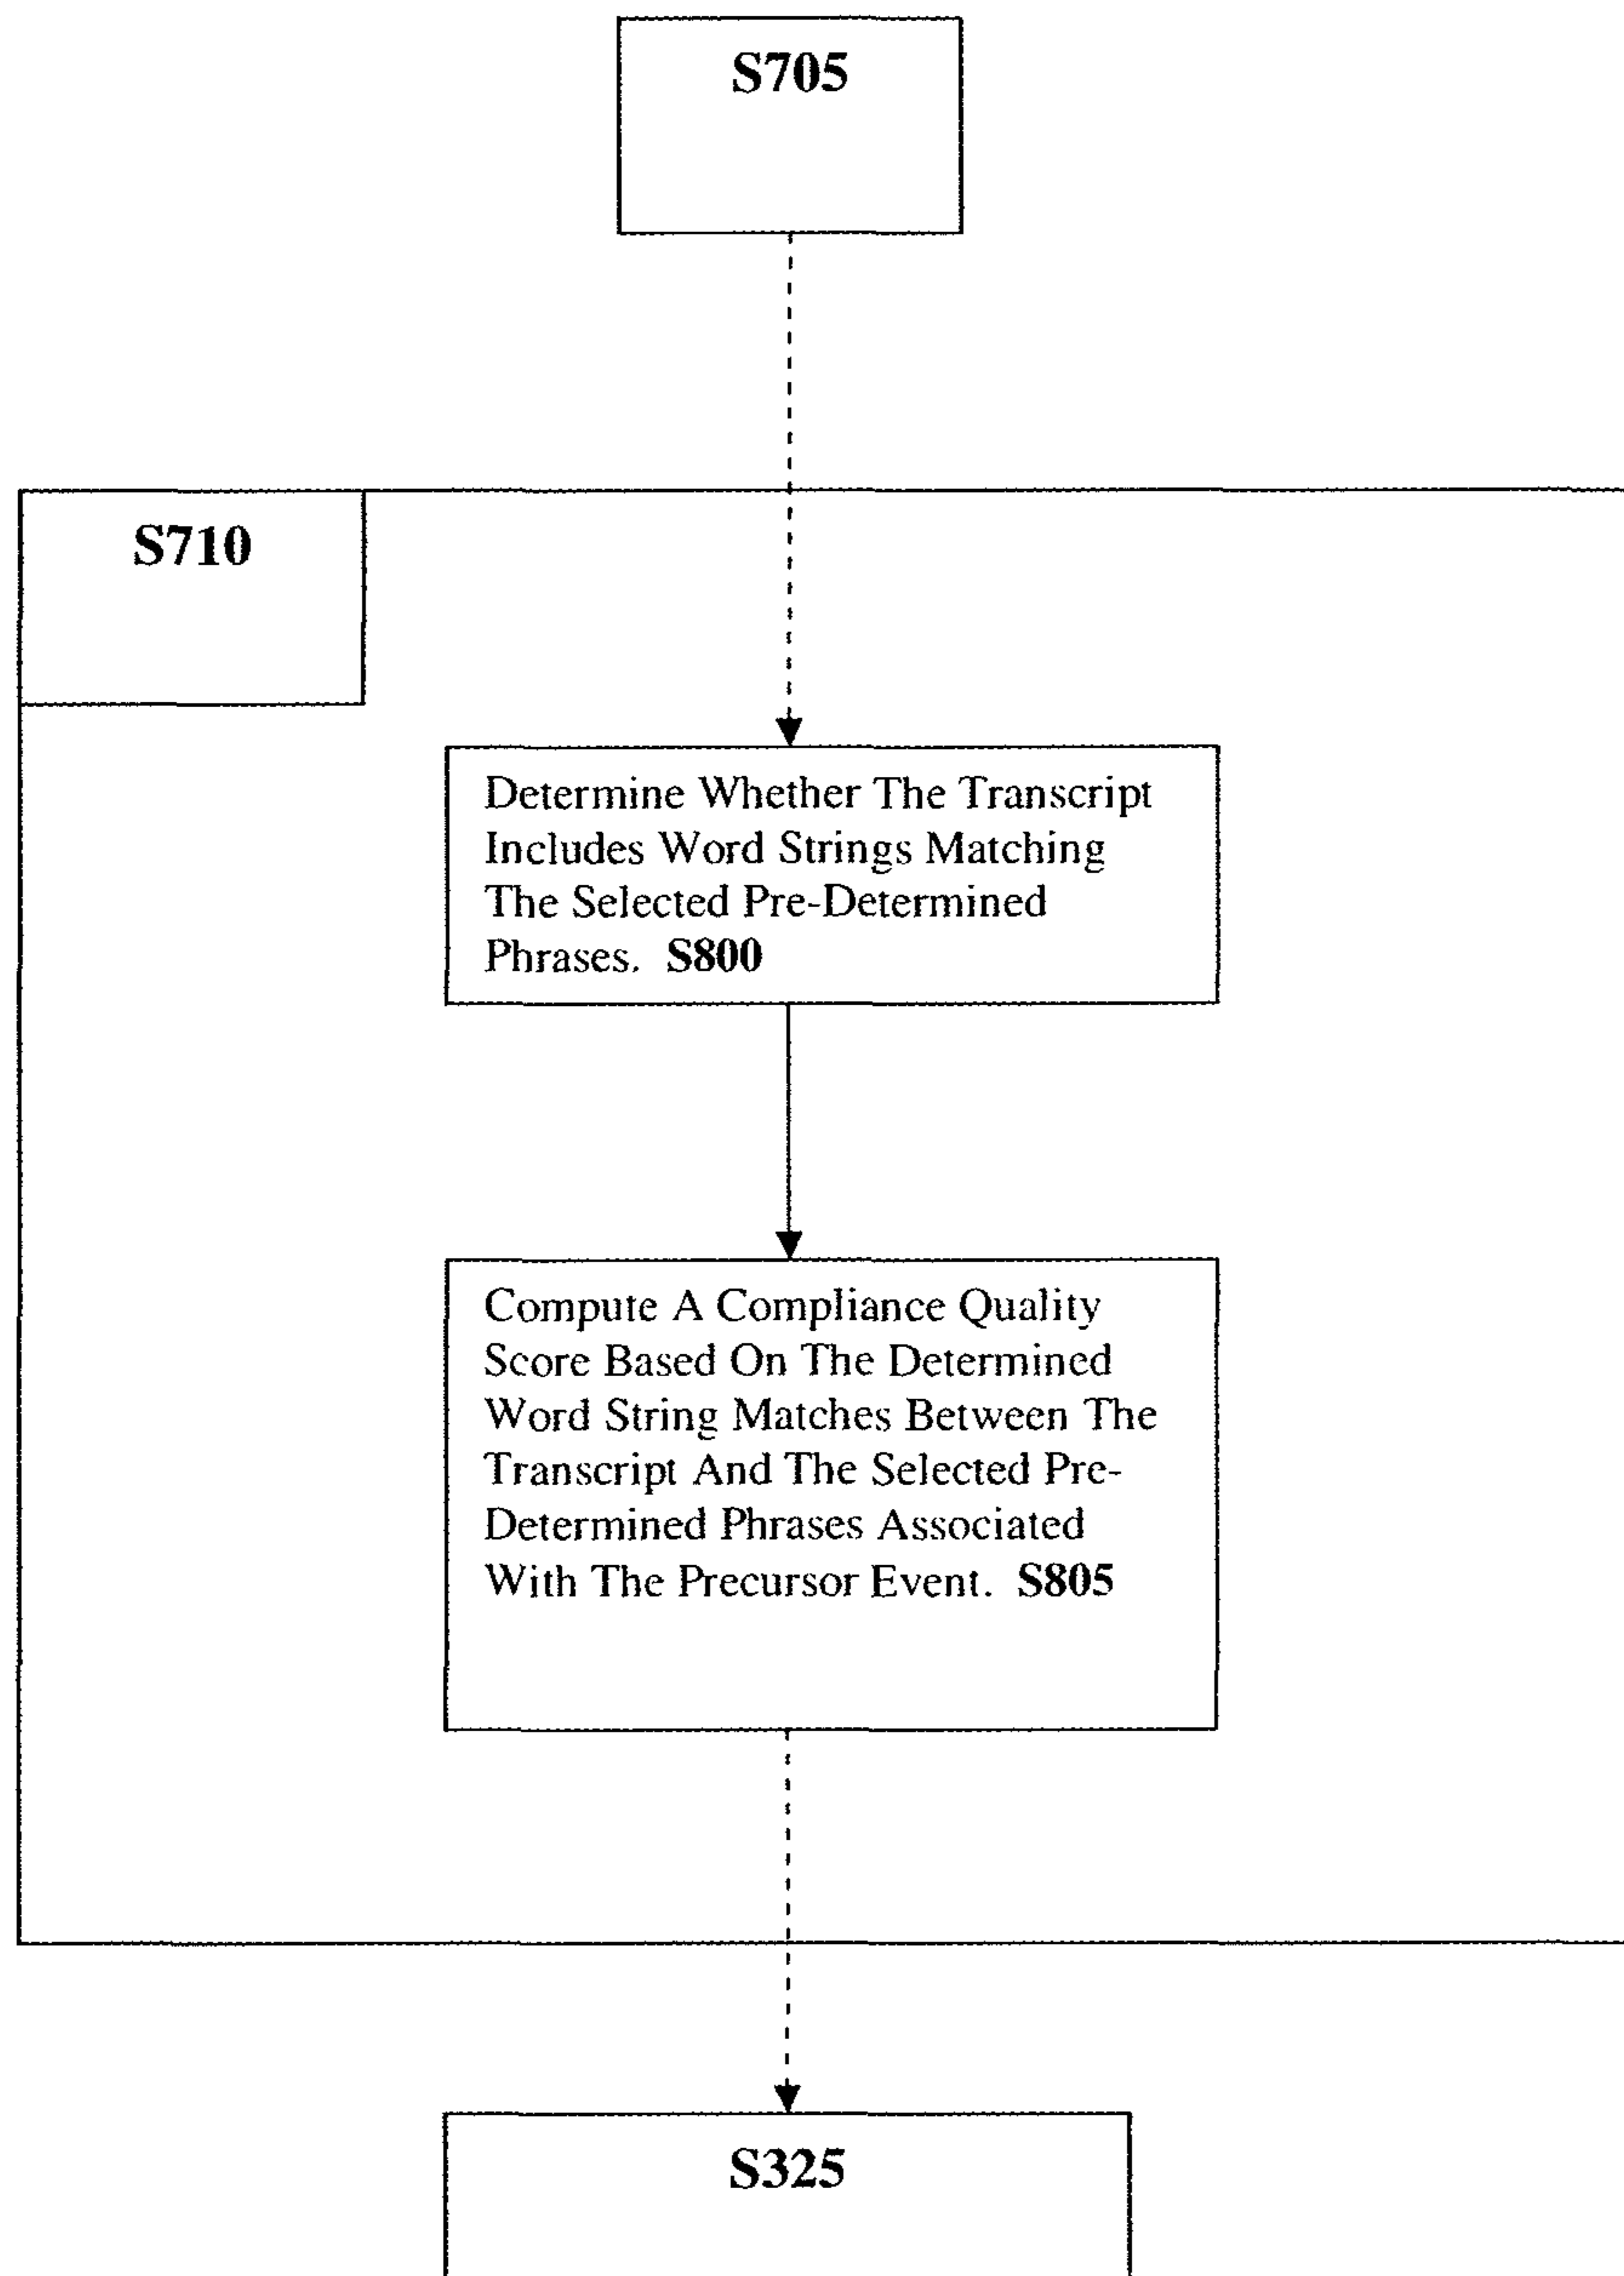 S705
S710
Determine Whether The Transcript
Includes Word Strings Matching
The Selected Pre-Determined
Phrases. S800
Compute A Compliance Quality
Score Based On The Determined
Word String Matches Between The
Transcript And The Selected Pre-
Determined Phrases Associated
With The Precursor Event. S805
S325